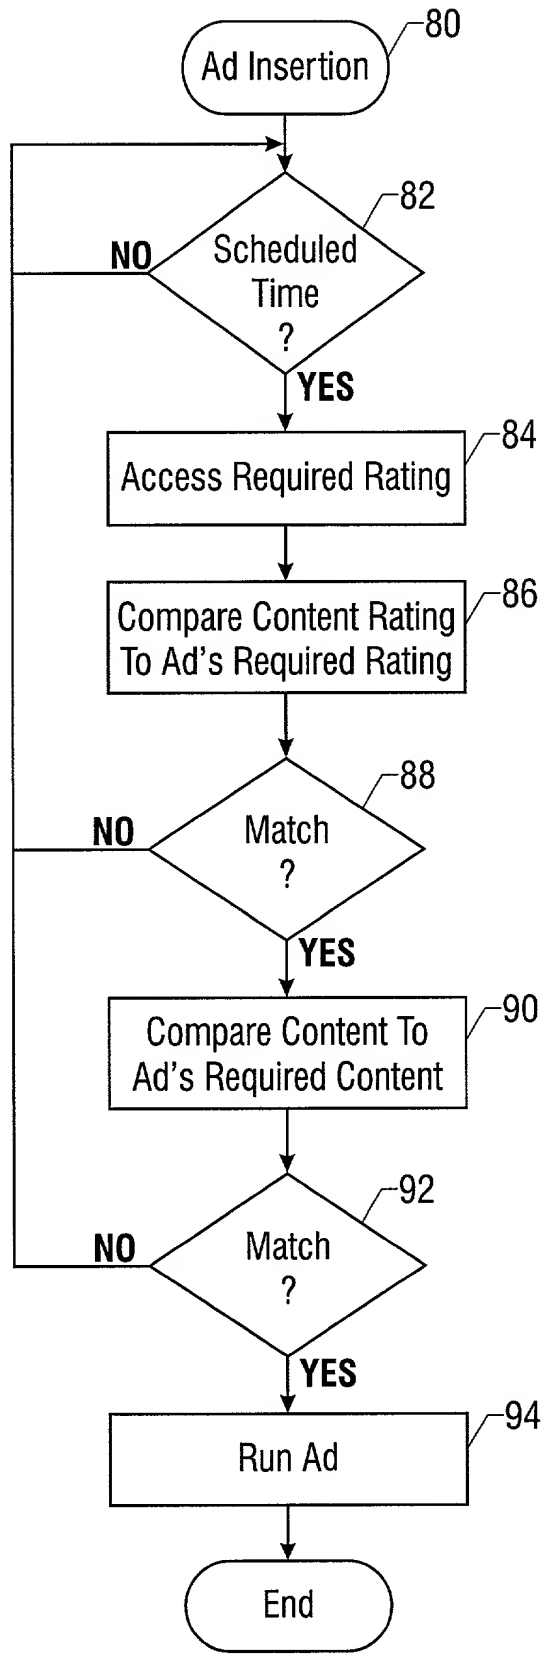 80
Ad Insertion
82
NO
Scheduled
Time
?
YES
84
Access Required Rating
86
Compare Content Rating
To Ad's Required Rating
88
NO
Match
?
YES
90
Compare Content To
Ad's Required Content
92
NO
Match
?
YES
94
Run Ad
End